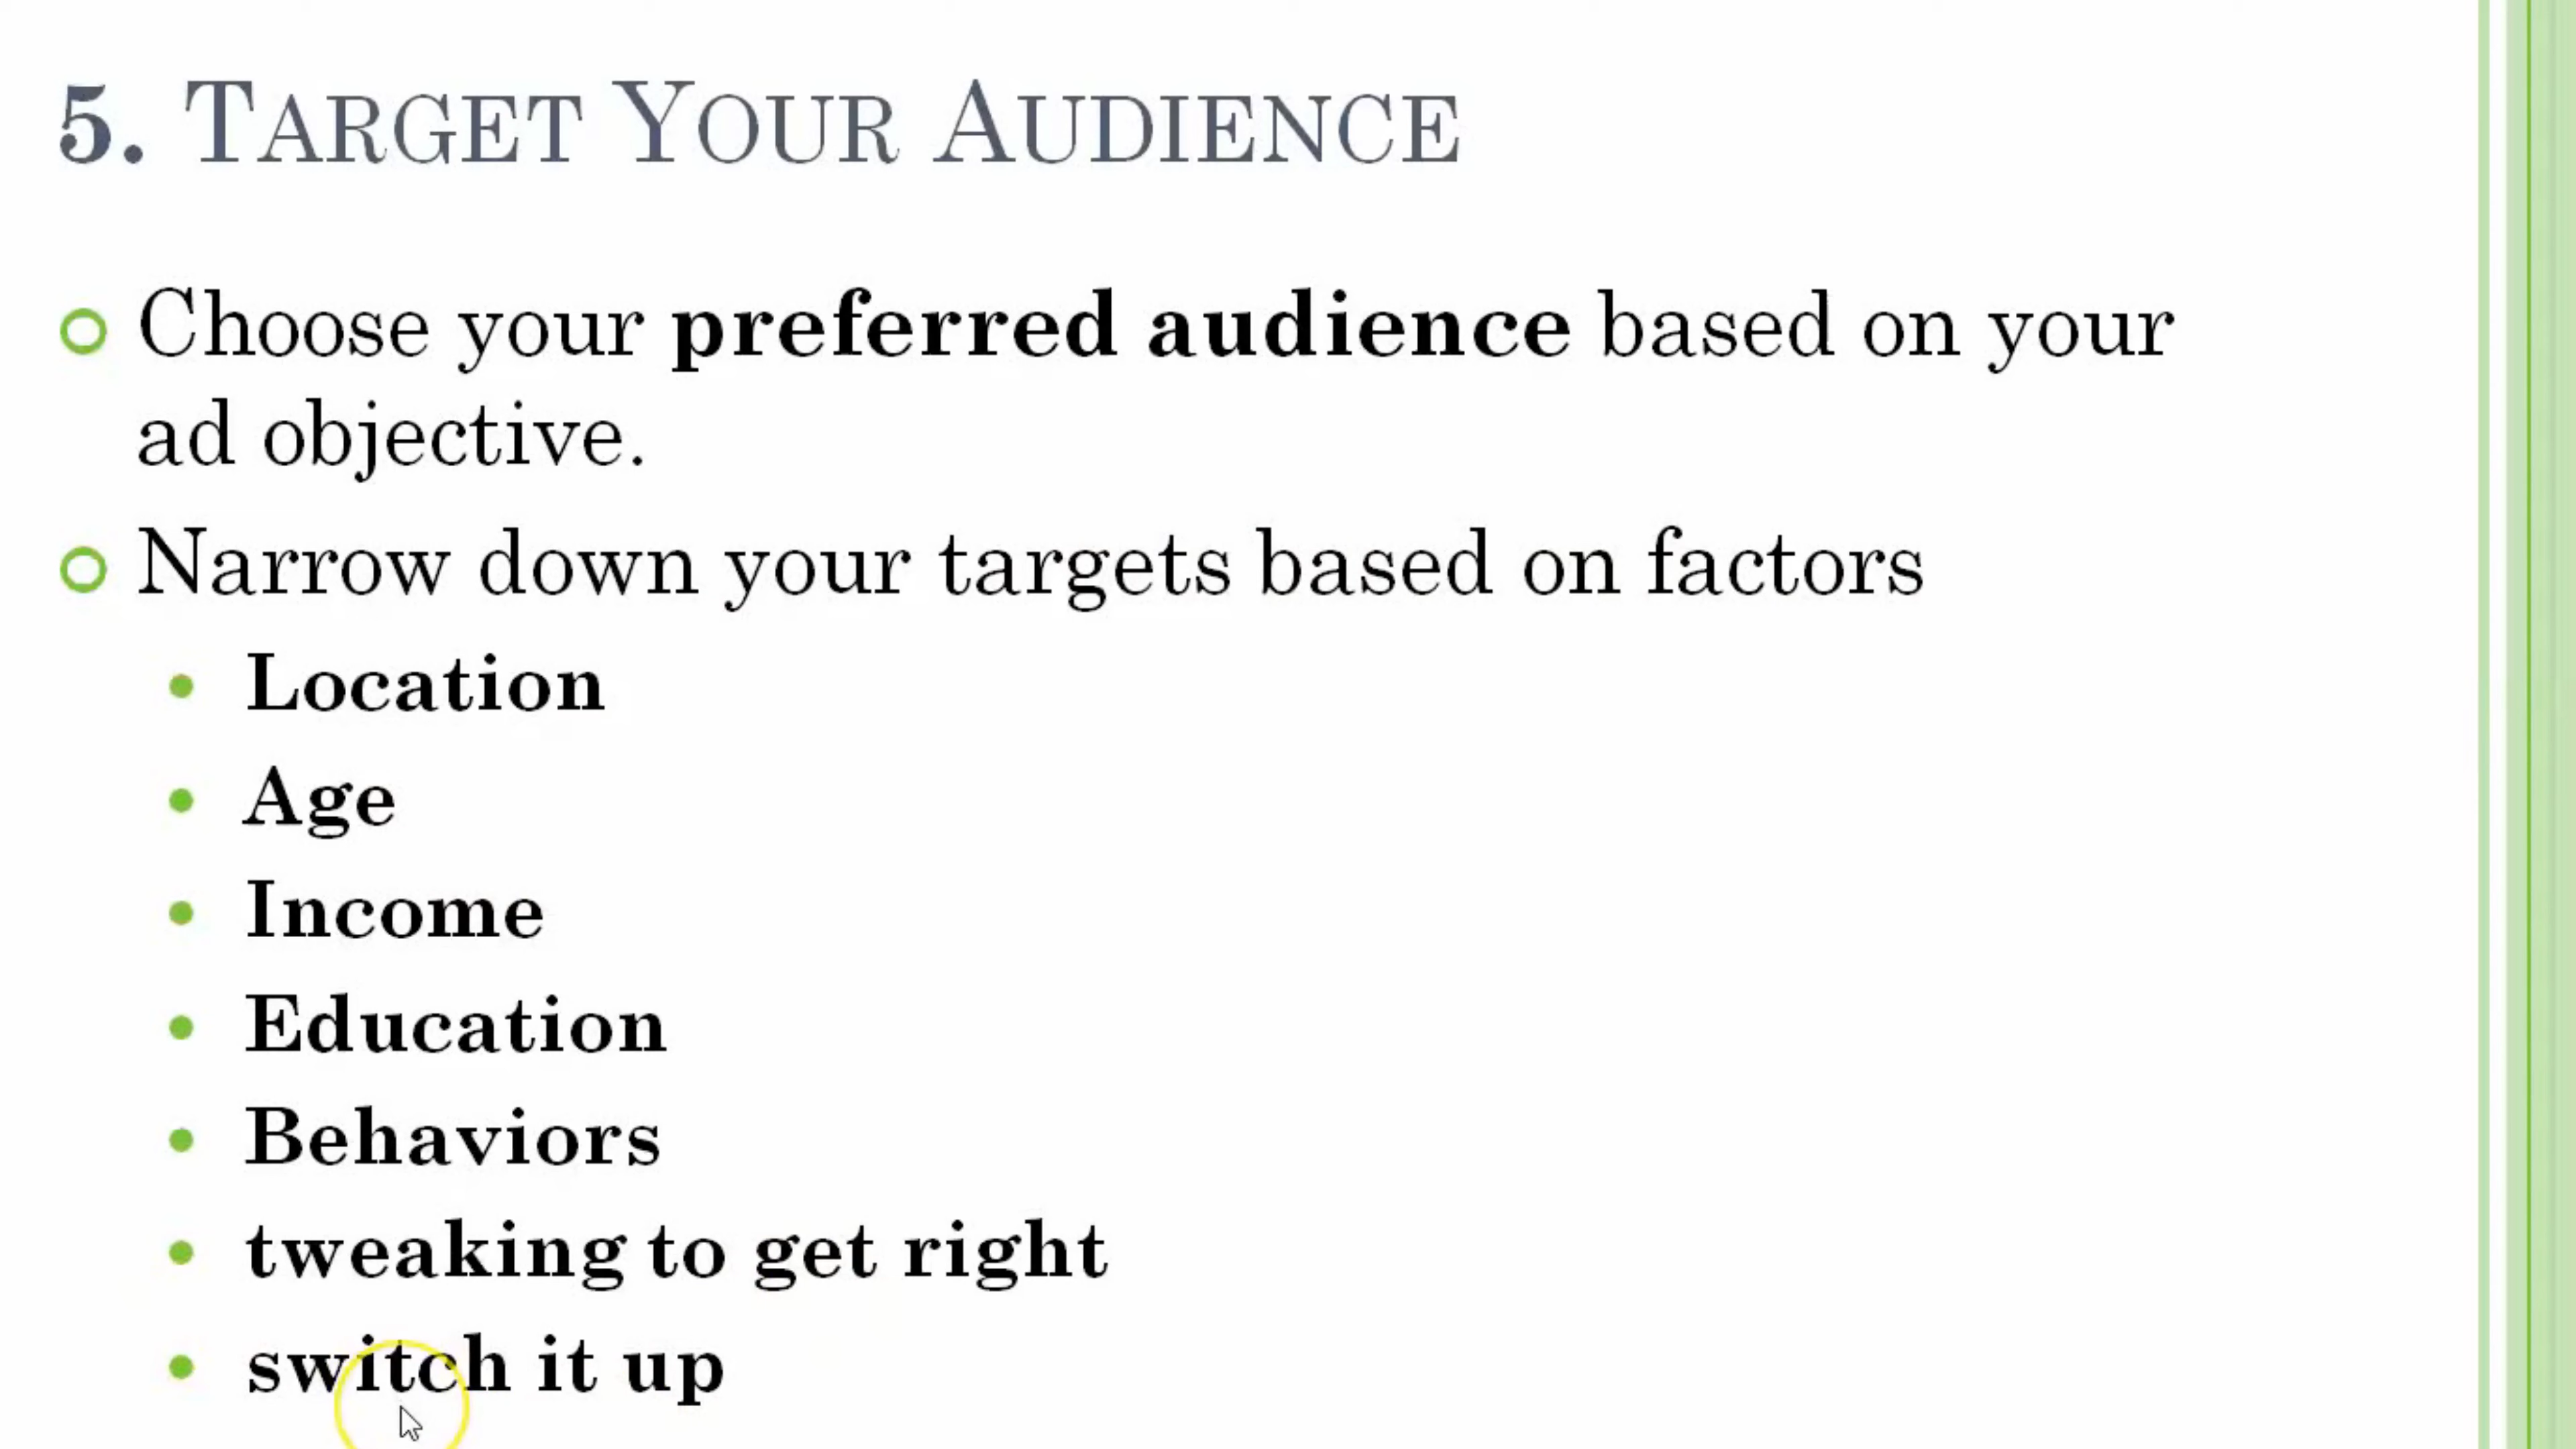 5. TARGET YOUR AUDIENCE
Choose your preferred audience based on your
ad objective.
Narrow down your targets based on factors
Location
Age
Income
Education
Behaviors
tweaking to get right
switch it up